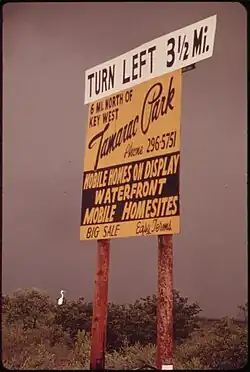 TURN LEFT 3½ Mi.
6 Mi. NORTH OF
KEY WEST
Tamarac Park
Phone 296-5751
MOBILE HOMES ON DISPLAY
WATERFRONT
MOBILE HOMESITES
BIG SALE Easy Terms